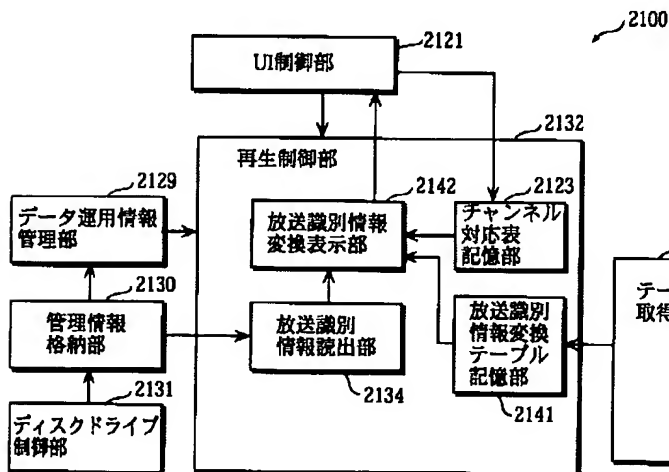 2100
UI制御部
2121
再生制御部
2132
2129
データ運用情報
管理部
2142
放送識別情報
変換表示部
2123
チャンネル
対応表
記憶部
2130
管理情報
格納部
放送識別
情報読出部
2134
放送識別
情報変換
テーブル
記憶部
2141
テー
取得
2131
ディスクドライブ
制御部